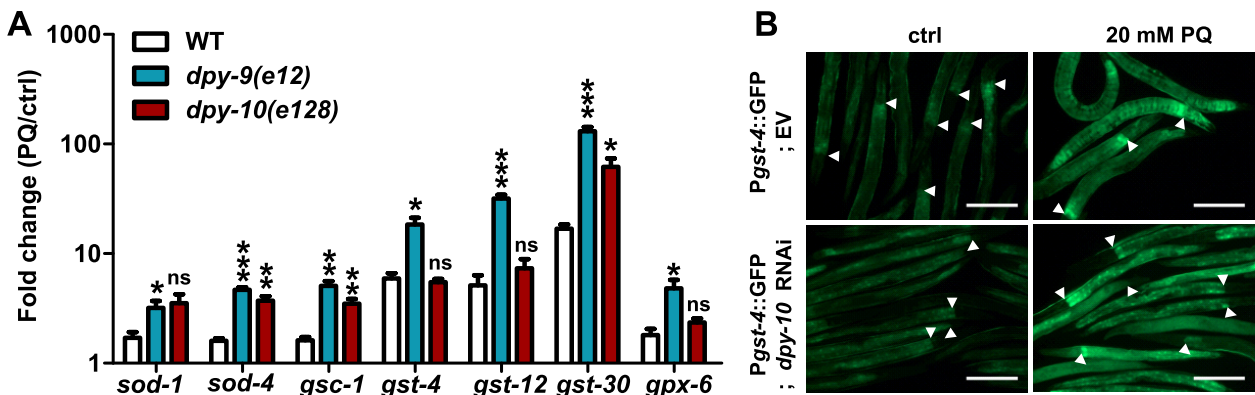 A
Fold change (PQ/ctrl)
1000
100
10
1
WT
dpy-9(e12)
dpy-10(e128)
* ns
*** **
** **
* ns
*** ns
*** *
* ns
sod-1 sod-4 gsc-1 gst-4 gst-12 gst-30 gpx-6
B
ctrl 20 mM PQ
Pgst-4::GFP
; EV
Pgst-4::GFP
; dpy-10 RNAi